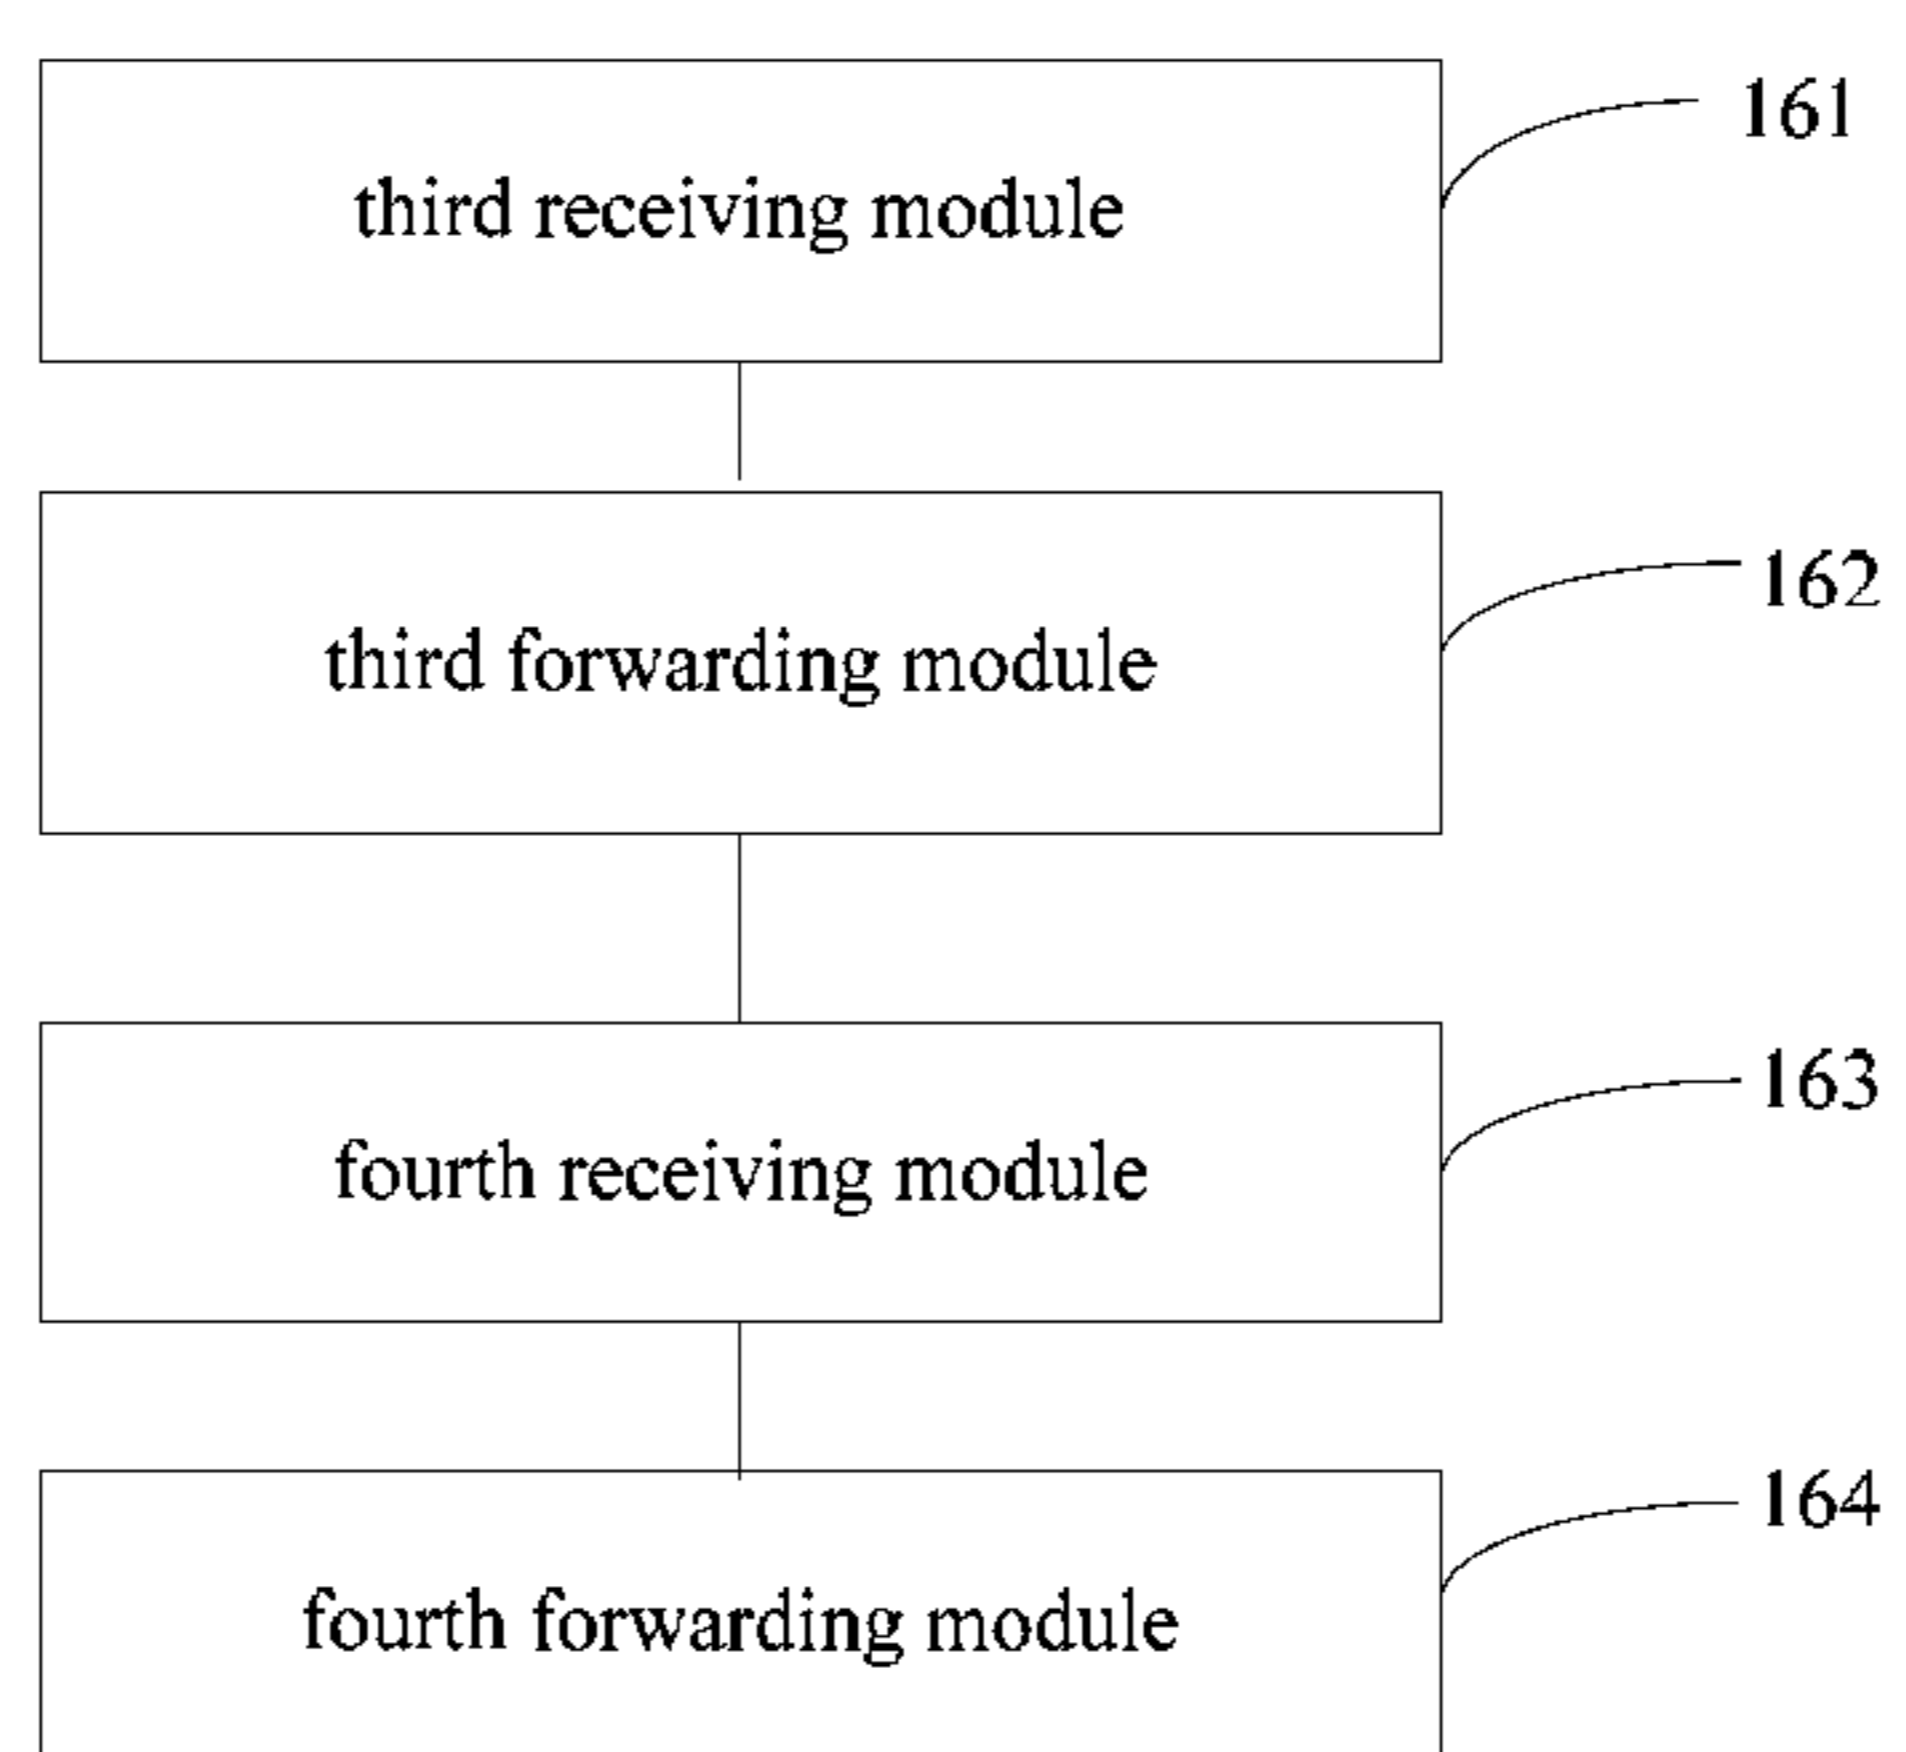 third receiving module
161
third forwarding module
162
fourth receiving module
163
fourth forwarding module
164